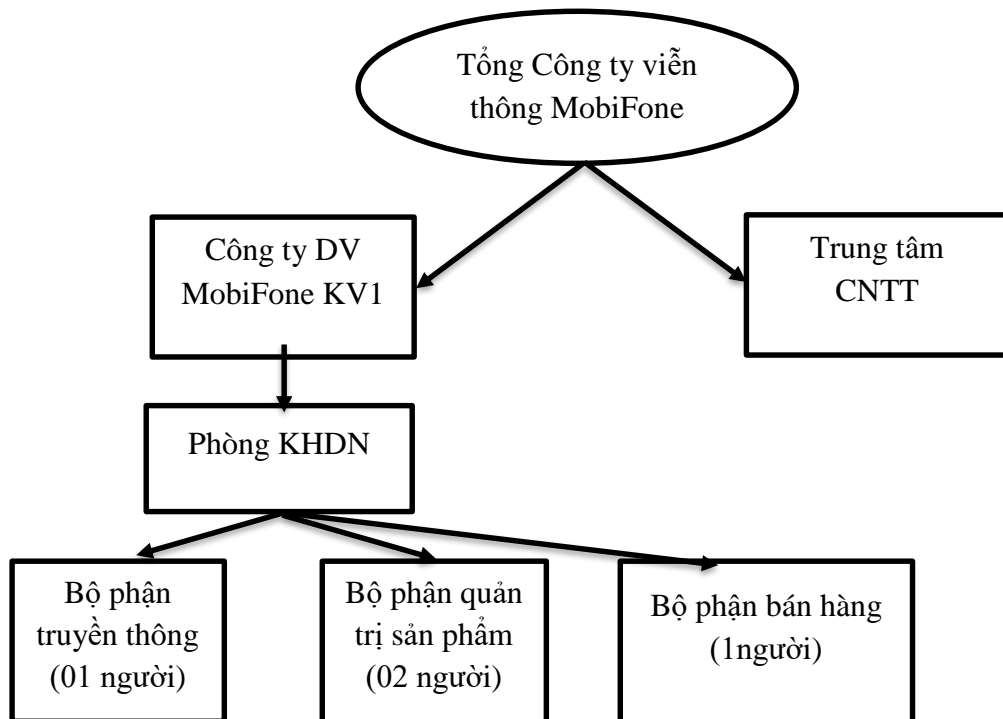 Tổng Công ty viễn
thông MobiFone
Công ty DV
MobiFone KV1
Trung tâm
CNTT
Phòng KHDN
Bộ phận
truyền thông
(01 người)
Bộ phận quản
trị sản phẩm
(02 người)
Bộ phận bán hàng
(1người)